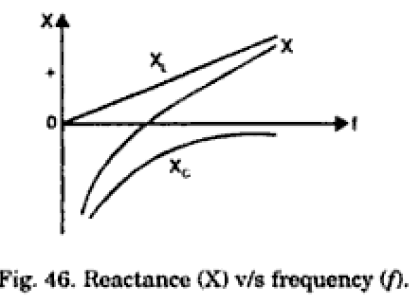 X
+
X_L
X
0
f
X_C
Fig. 46. Reactance (X) v/s frequency (f).